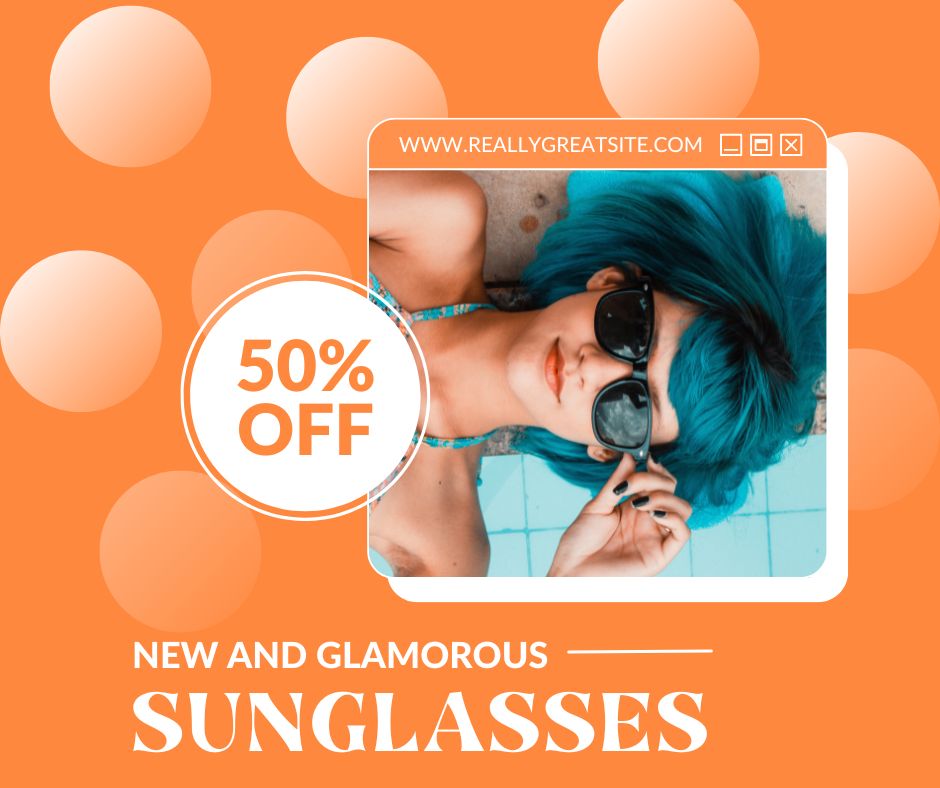 WWW.REALLYGREATSITE.COM
50%
OFF
NEW AND GLAMOROUS
SUNGLASSES